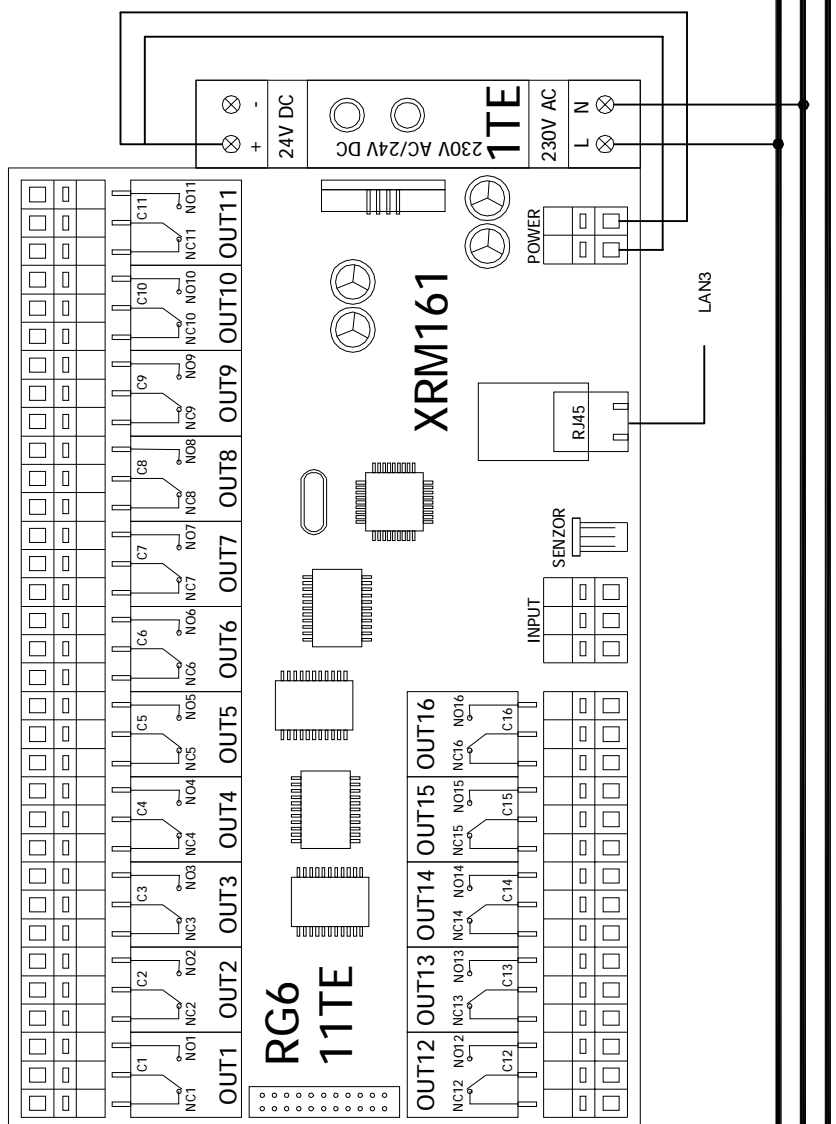 -
+
24V DC
230V AC/24V DC
1TE
230V AC
N
L
C11
NO11
NC11
OUT11
C10
NO10
NC10
OUT10
C9
NO9
NC9
OUT9
C8
NO8
NC8
OUT8
C7
NO7
NC7
OUT7
C6
NO6
NC6
OUT6
C5
NO5
NC5
OUT5
C4
NO4
NC4
OUT4
C3
NO3
NC3
OUT3
C2
NO2
NC2
OUT2
C1
NO1
NC1
OUT1
POWER
XRM161
LAN3
RJ45
SENZOR
INPUT
OUT16
NO16
NC16
C16
OUT15
NO15
NC15
C15
OUT14
NO14
NC14
C14
OUT13
NO13
NC13
C13
OUT12
NO12
NC12
C12
RG6
11TE